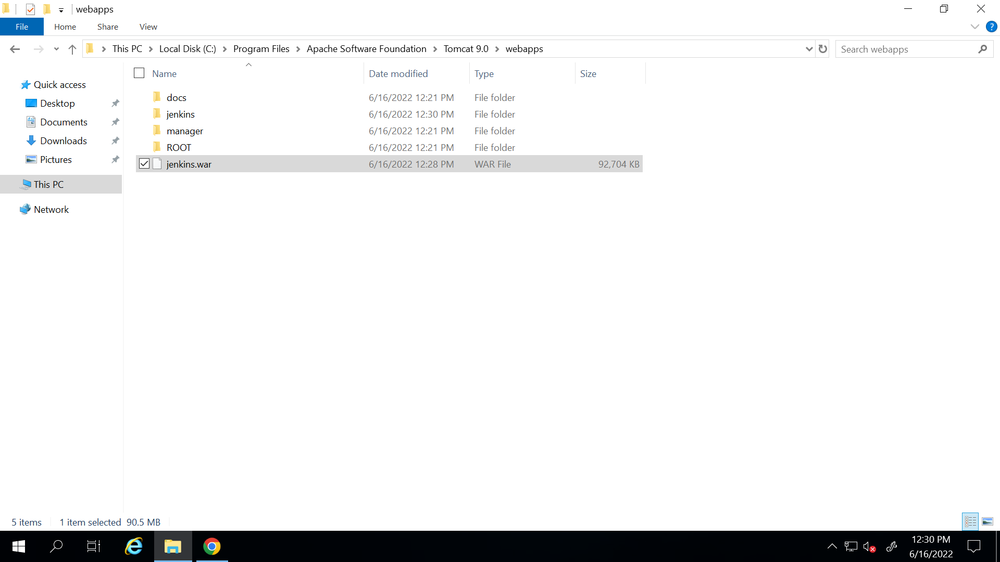 webapps
File Home Share View
This PC Local Disk (C:) Program Files Apache Software Foundation Tomcat 9.0 webapps Search webapps
Name Date modified Type Size
Quick access
Desktop
Documents
Downloads
Pictures
This PC
Network
docs 6/16/2022 12:21 PM File folder
jenkins 6/16/2022 12:30 PM File folder
manager 6/16/2022 12:21 PM File folder
ROOT 6/16/2022 12:21 PM File folder
jenkins.war 6/16/2022 12:28 PM WAR File 92,704 KB
5 items 1 item selected 90.5 MB
12:30 PM
6/16/2022